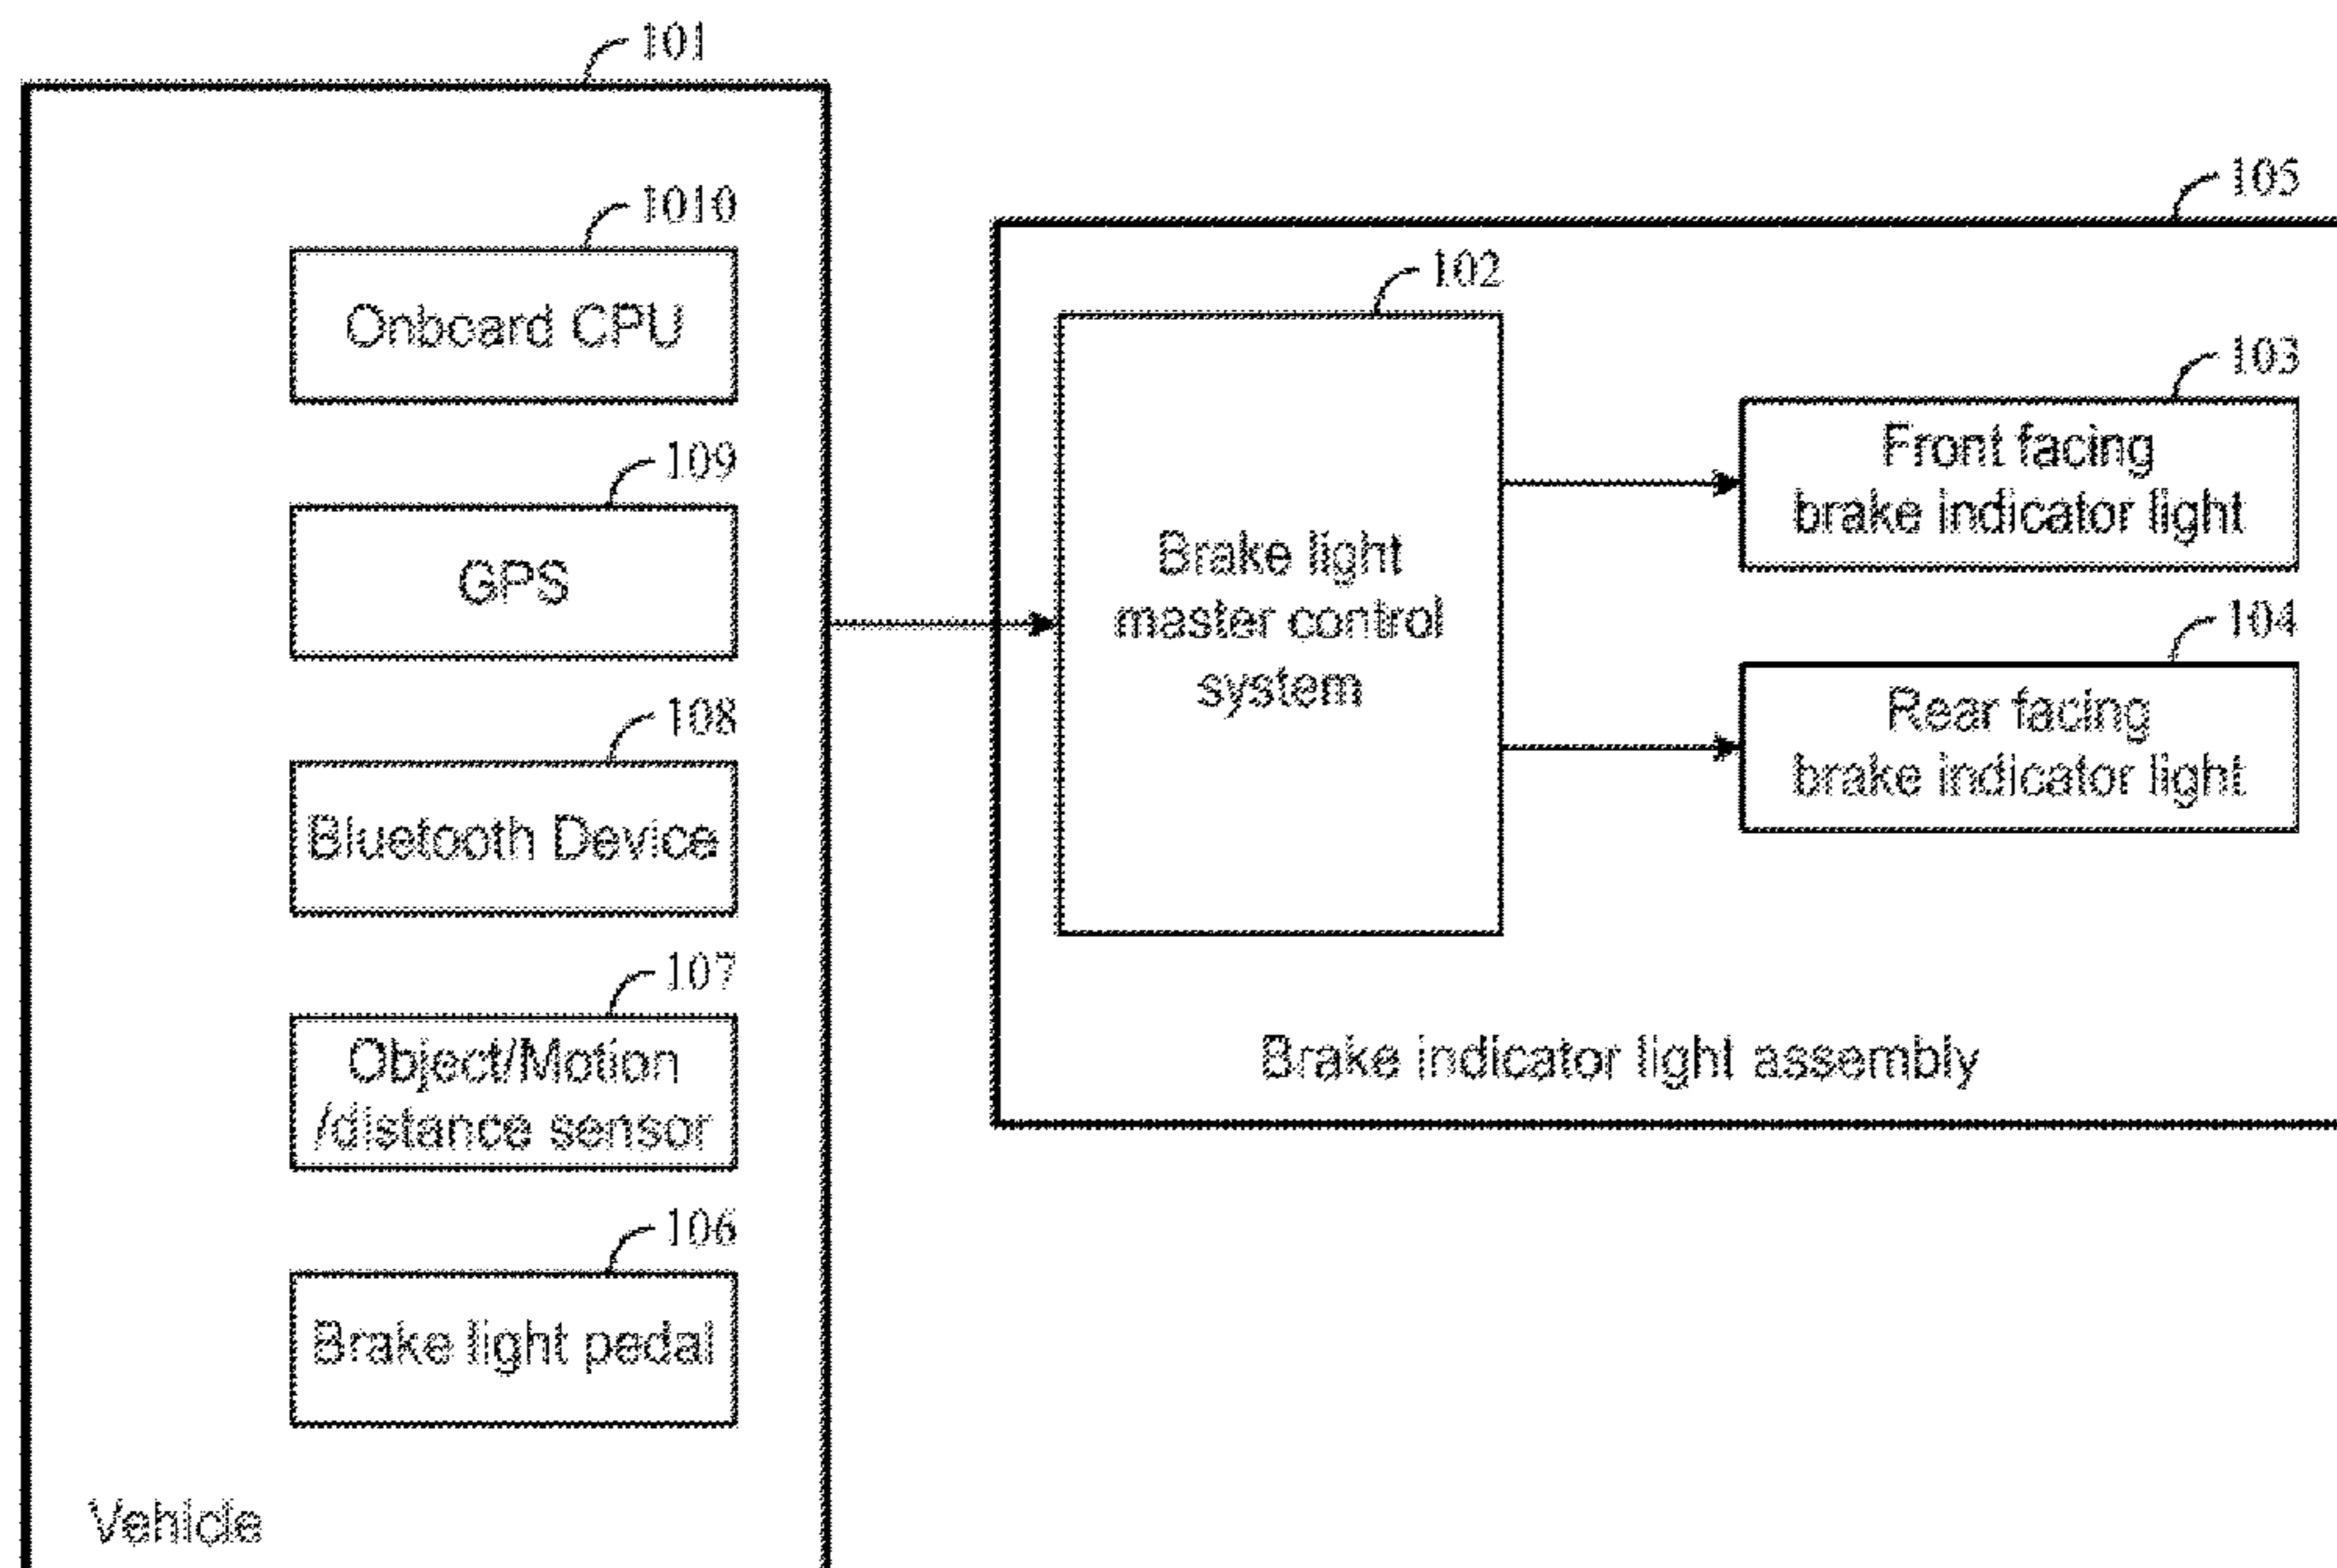 101
1010
Onboard CPU
109
GPS
108
Bluetooth Device
107
Object/Motion
/distance sensor
106
Brake light pedal
Vehicle
105
102
Brake light
master control
system
103
Front facing
brake indicator light
104
Rear facing
brake indicator light
Brake indicator light assembly